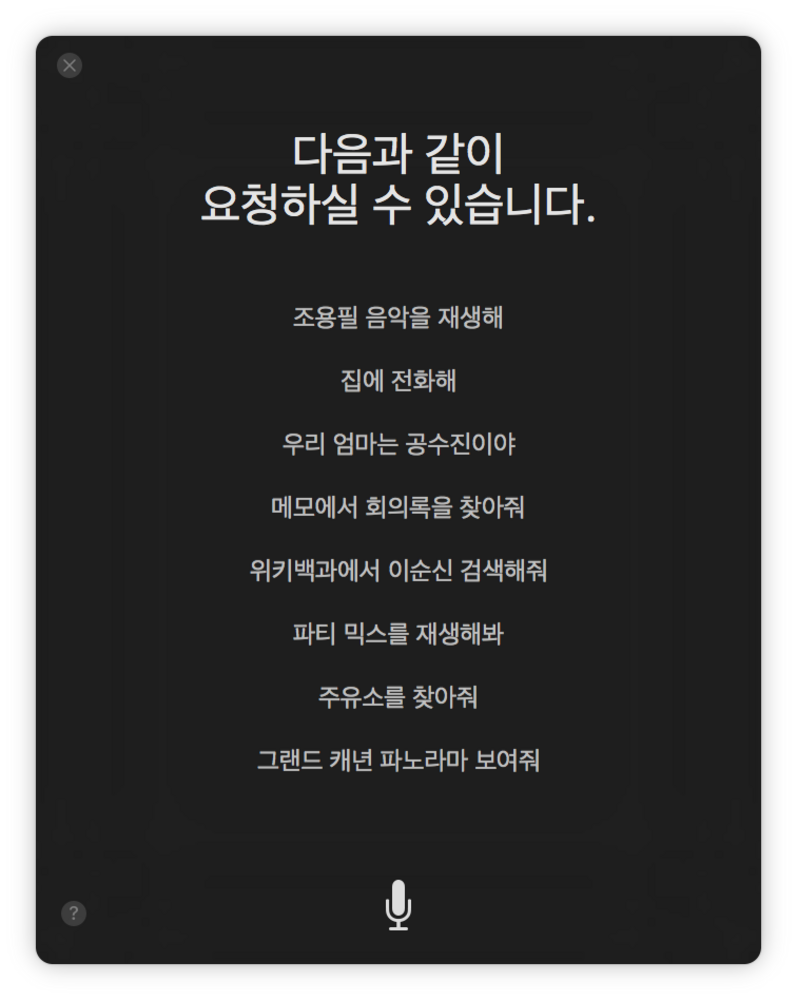 다음과 같이
요청하실 수 있습니다.
조용필 음악을 재생해
집에 전화해
우리 엄마는 공수진이야
메모에서 회의록을 찾아줘
위키백과에서 이순신 검색해줘
파티 믹스를 재생해봐
주유소를 찾아줘
그랜드 캐년 파노라마 보여줘
?